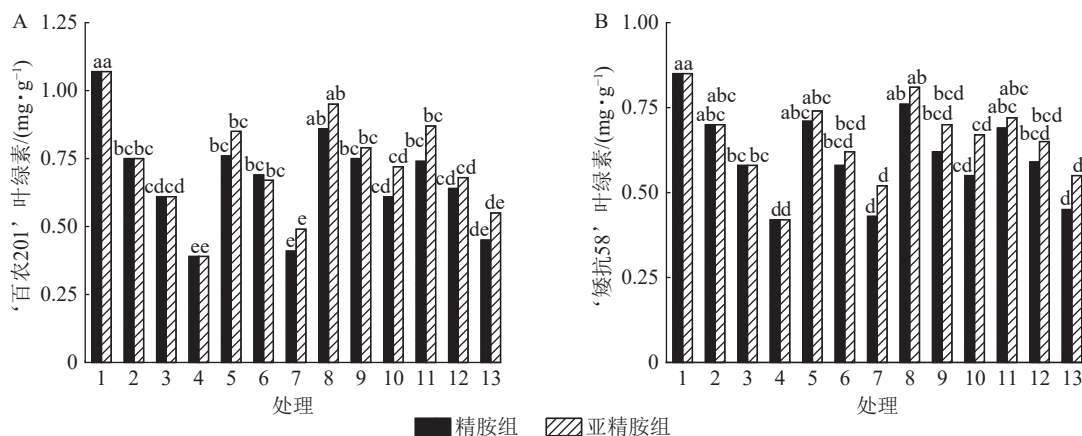 A
‘百农201’ 叶绿素/(mg•g⁻¹)
1.25
1.00
0.75
0.50
0.25
0
aa
bcbc
cdcd
ee
bc bc
bc bc
e e
ab ab
bc bc
cd cd
bc bc
cd cd
de de
1 2 3 4 5 6 7 8 9 10 11 12 13
处理
B
‘矮抗58’ 叶绿素/(mg•g⁻¹)
1.00
0.75
0.50
0.25
0
aa
abc abc
bc bc
dd
abc abc
bcd bcd
d d
ab ab
bcd bcd
cd cd
abc abc
bcd bcd
d d
1 2 3 4 5 6 7 8 9 10 11 12 13
处理
精胺组 亚精胺组